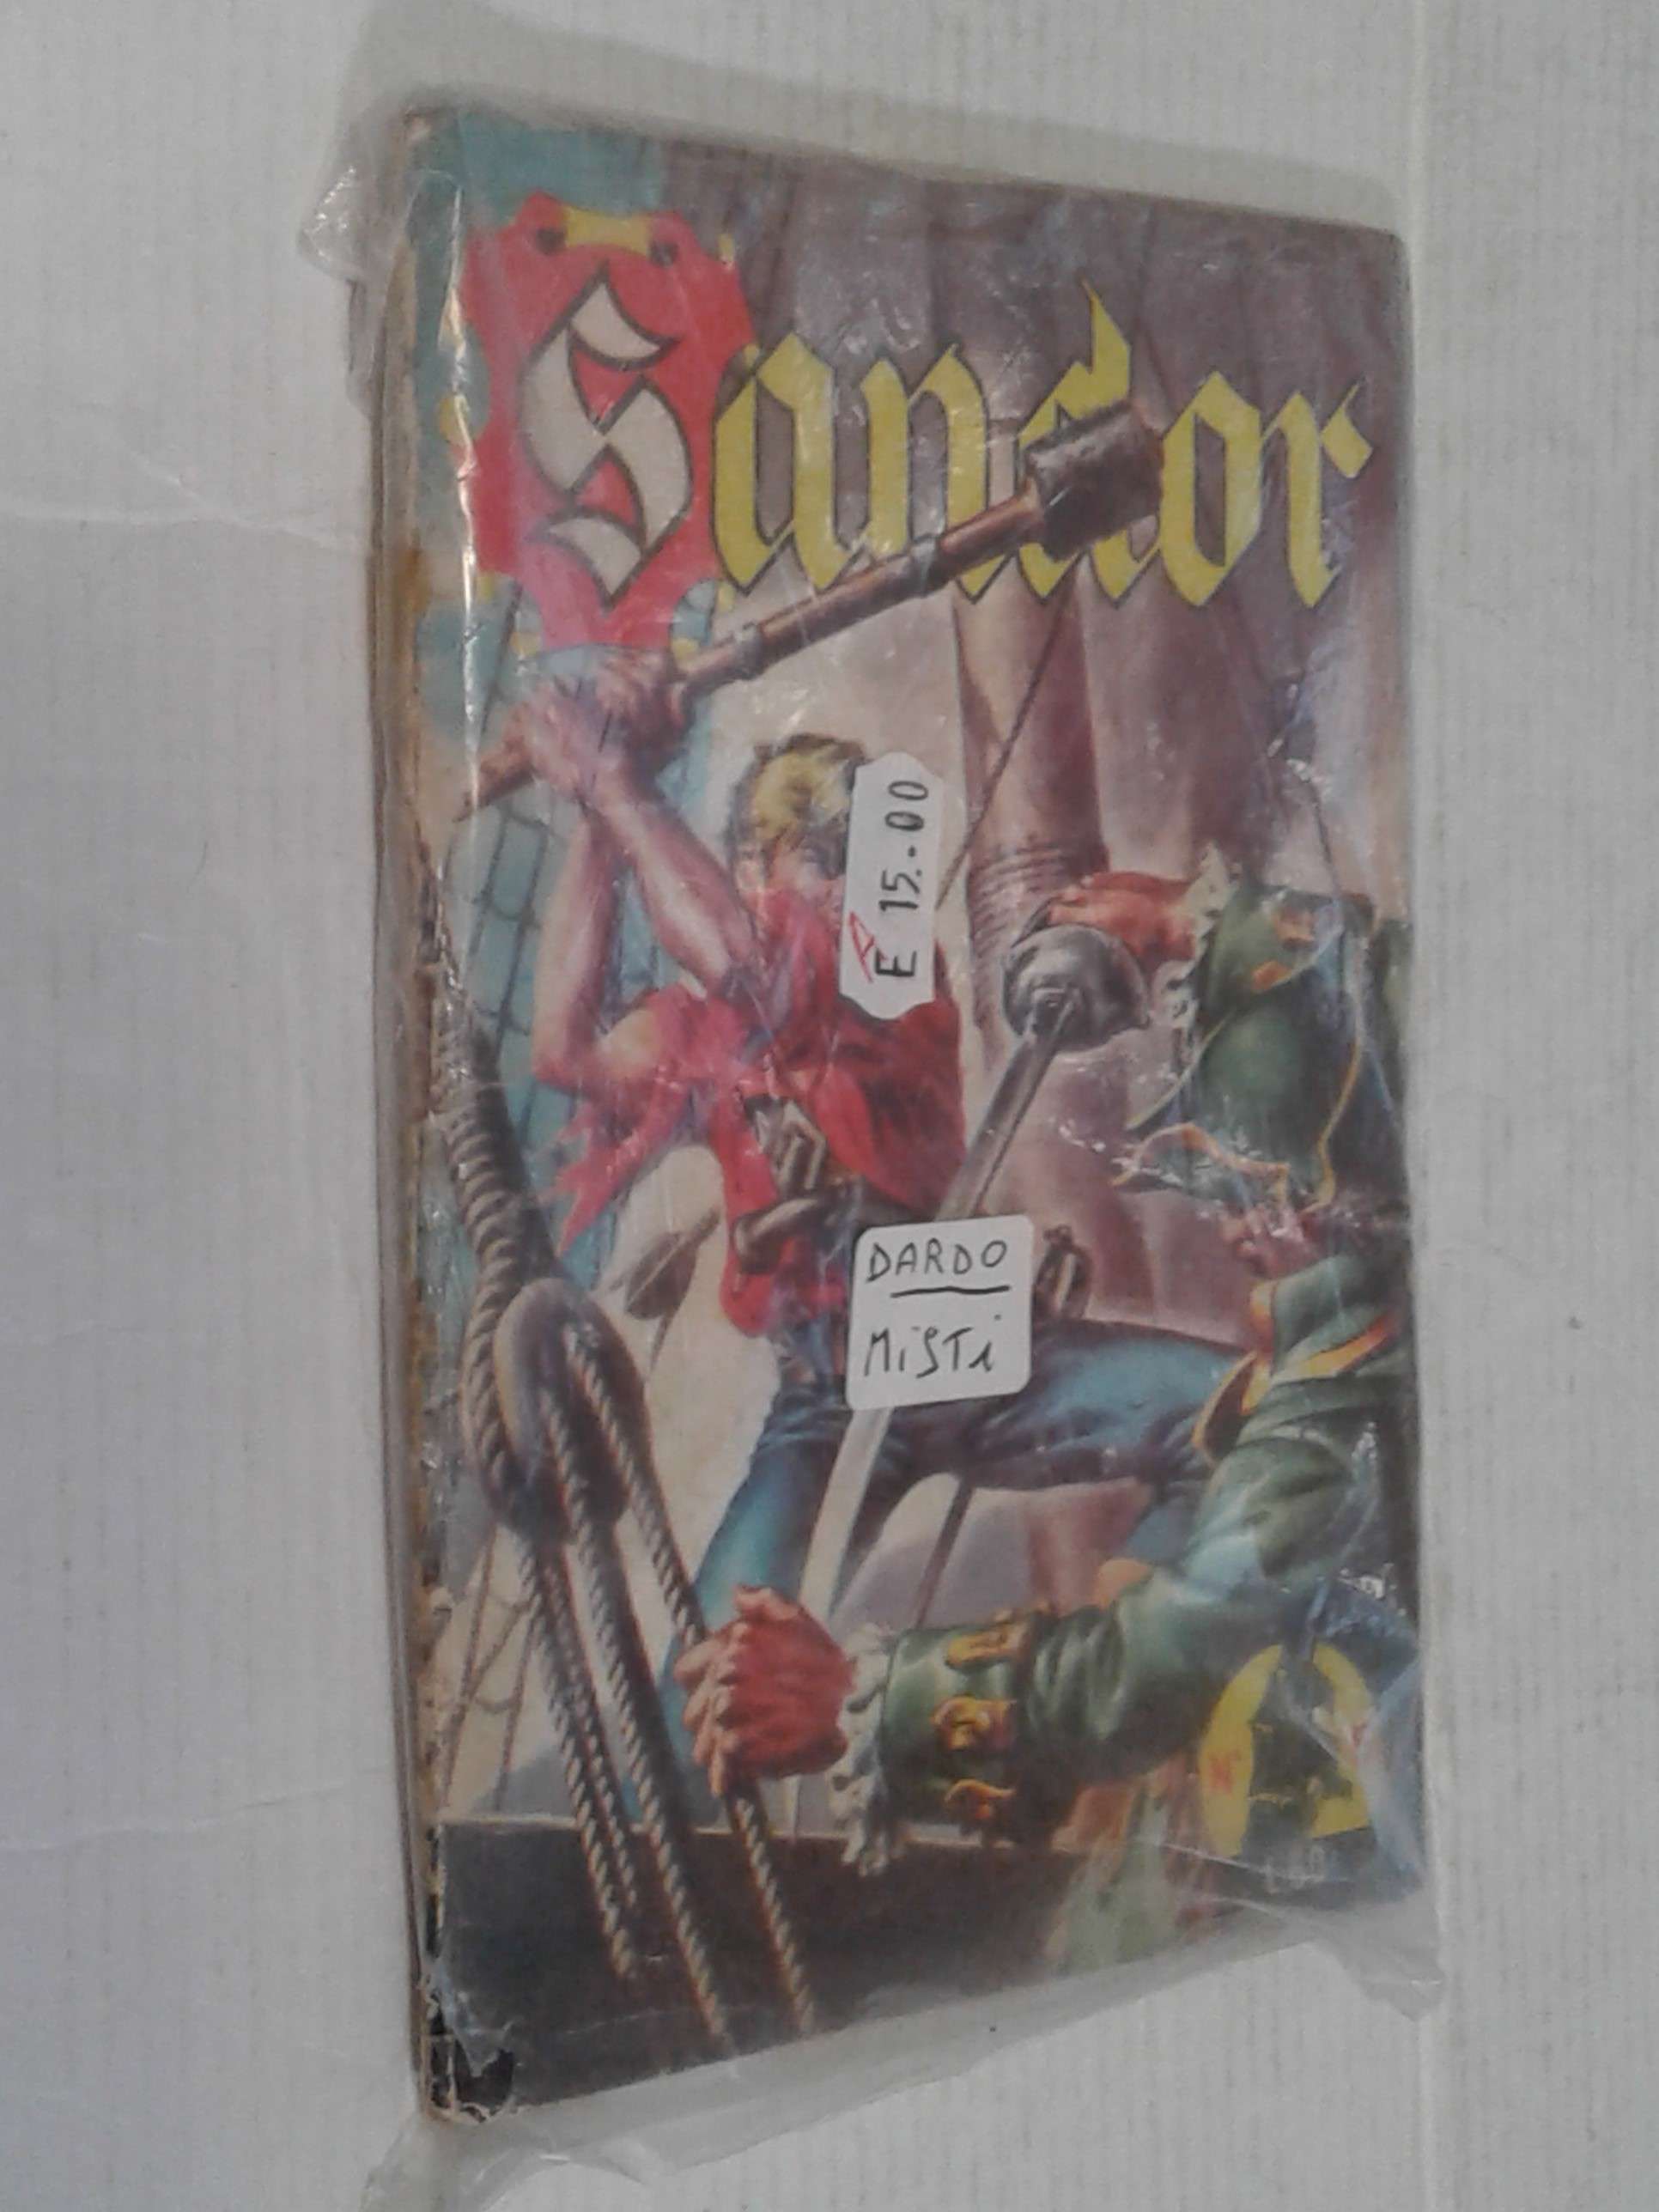 Sandor
E 15.00
DARDO
MiSTi
N°